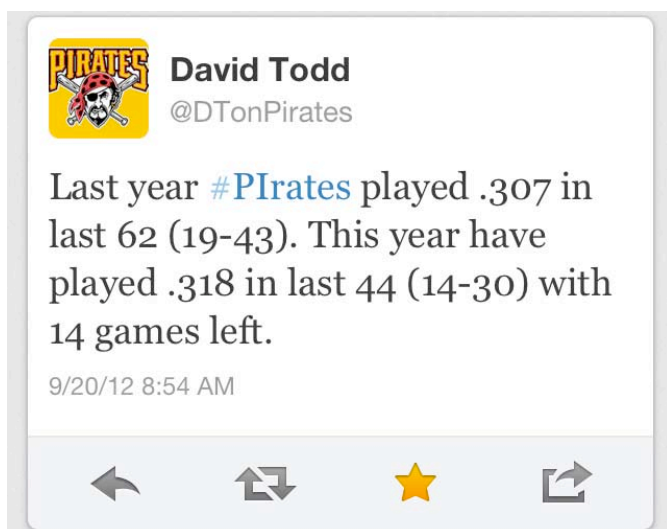 PIRATES
David Todd
@DTonPirates
Last year #PIrates played .307 in
last 62 (19-43). This year have
played .318 in last 44 (14-30) with
14 games left.
9/20/12 8:54 AM